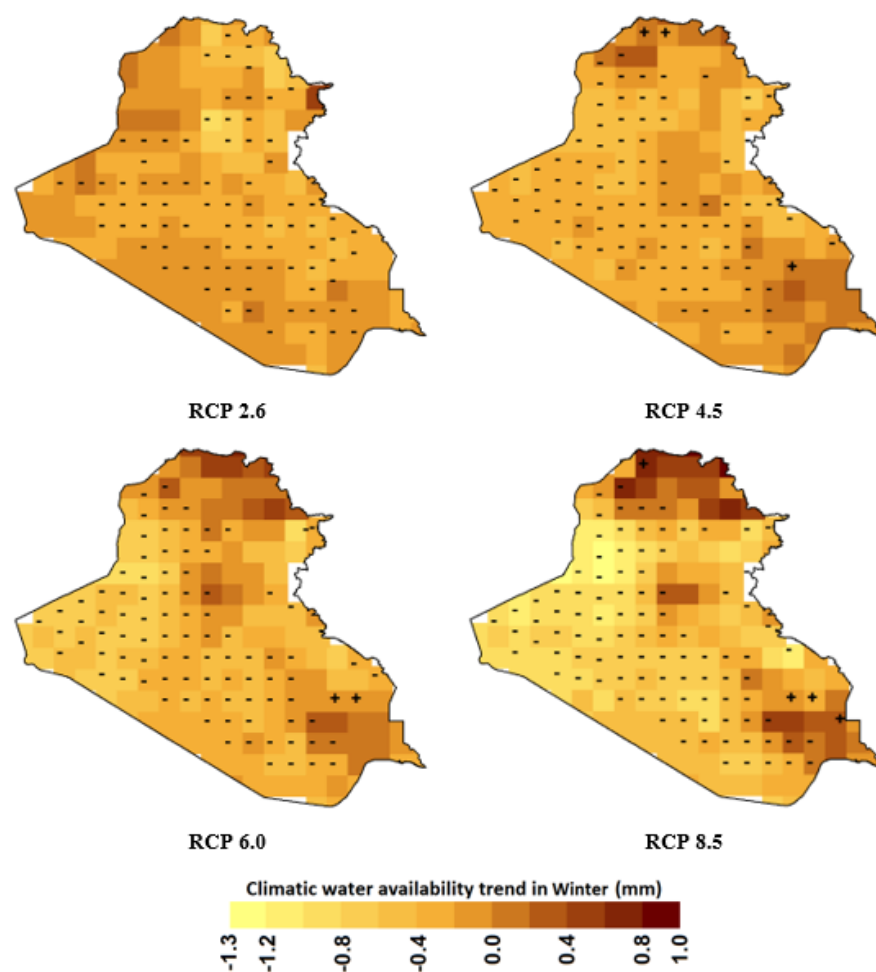 RCP 2.6
RCP 4.5
RCP 6.0
RCP 8.5
Climatic water availability trend in Winter (mm)
-1.3
-1.2
-0.8
-0.4
0.0
0.4
0.8
1.0